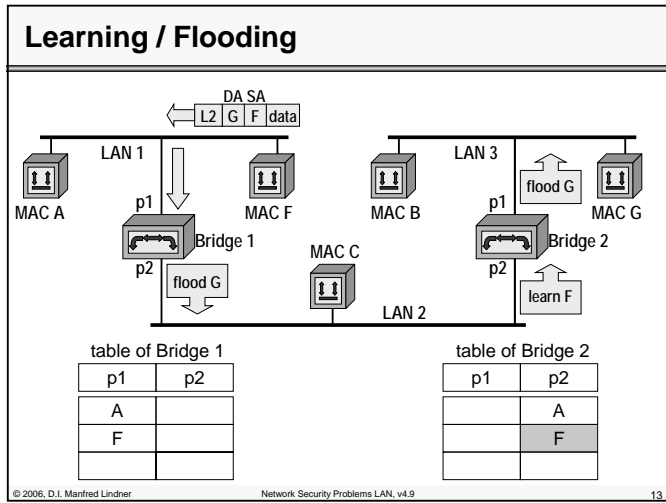 Learning / Flooding
DA SA
L2 G F data
LAN 1
LAN 3
MAC A
p1
MAC F
MAC B
p1
flood G
MAC G
Bridge 1
Bridge 2
p2
flood G
MAC C
p2
learn F
LAN 2
table of Bridge 1
p1 p2
A
F
table of Bridge 2
p1 p2
A
F
© 2006, D.I. Manfred Lindner
Network Security Problems LAN, v4.9
13